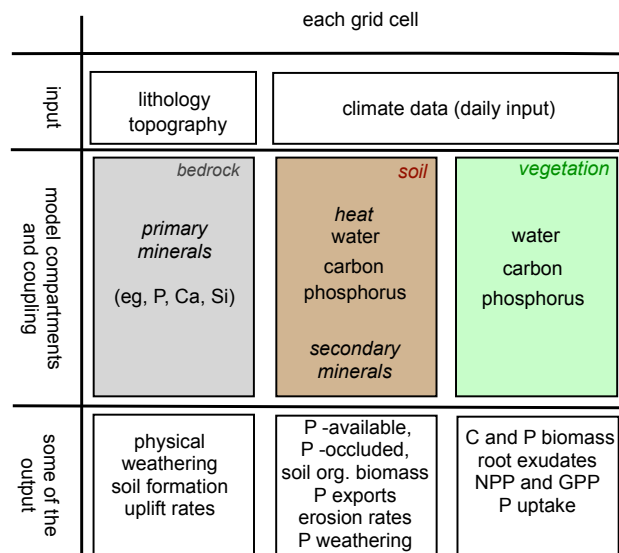 each grid cell
input
lithology
topography
climate data (daily input)
model compartments
and coupling
bedrock
primary
minerals
(eg, P, Ca, Si)
soil
heat
water
carbon
phosphorus
secondary
minerals
vegetation
water
carbon
phosphorus
some of the
output
physical
weathering
soil formation
uplift rates
P -available,
P -occluded,
soil org. biomass
P exports
erosion rates
P weathering
C and P biomass
root exudates
NPP and GPP
P uptake